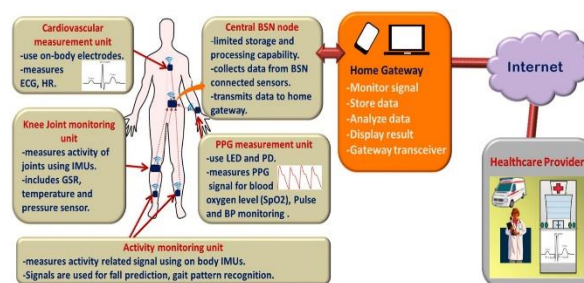 Cardiovascular
measurement unit
- use on-body electrodes.
-measures
ECG, HR.
Central BSN node
-limited storage and
processing capability.
-collects data from BSN
connected sensors.
-transmits data to home
gateway.
Knee Joint monitoring
unit
-measures activity of
joints using IMUs.
-includes GSR,
temperature and
pressure sensor.
PPG measurement unit
-use LED and PD.
-measures PPG
signal for blood
oxygen level (SpO2), Pulse
and BP monitoring .
Activity monitoring unit
-measures activity related signal using on body IMUs.
-Signals are used for fall prediction, gait pattern recognition.
Home Gateway
-Monitor signal
-Store data
-Analyze data
-Display result
-Gateway transceiver
Internet
Healthcare Provider